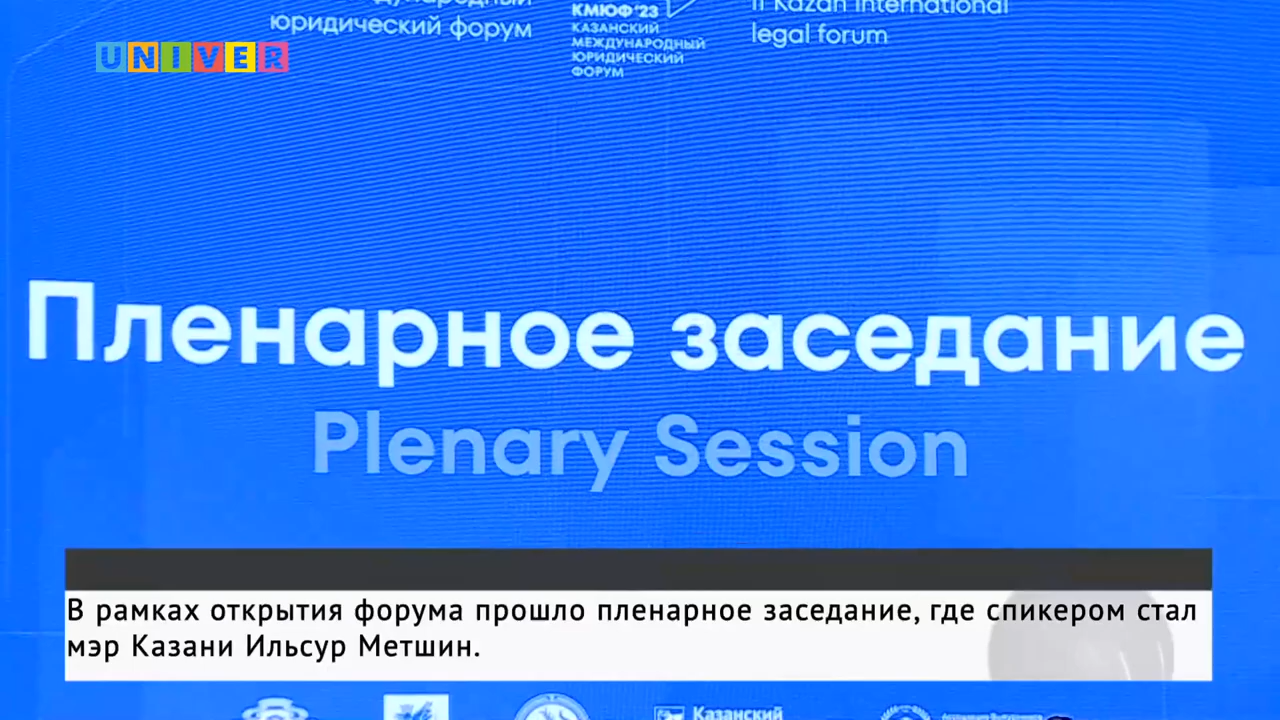 юридический форум
КМЮФ'23
КАЗАНСКИЙ
МЕЖДУНАРОДНЫЙ
ЮРИДИЧЕСКИЙ
ФОРУМ
II Kazan International
legal forum
UNIVER
Пленарное заседание
Plenary Session
В рамках открытия форума прошло пленарное заседание, где спикером стал
мэр Казани Ильсур Метшин.
Казанский